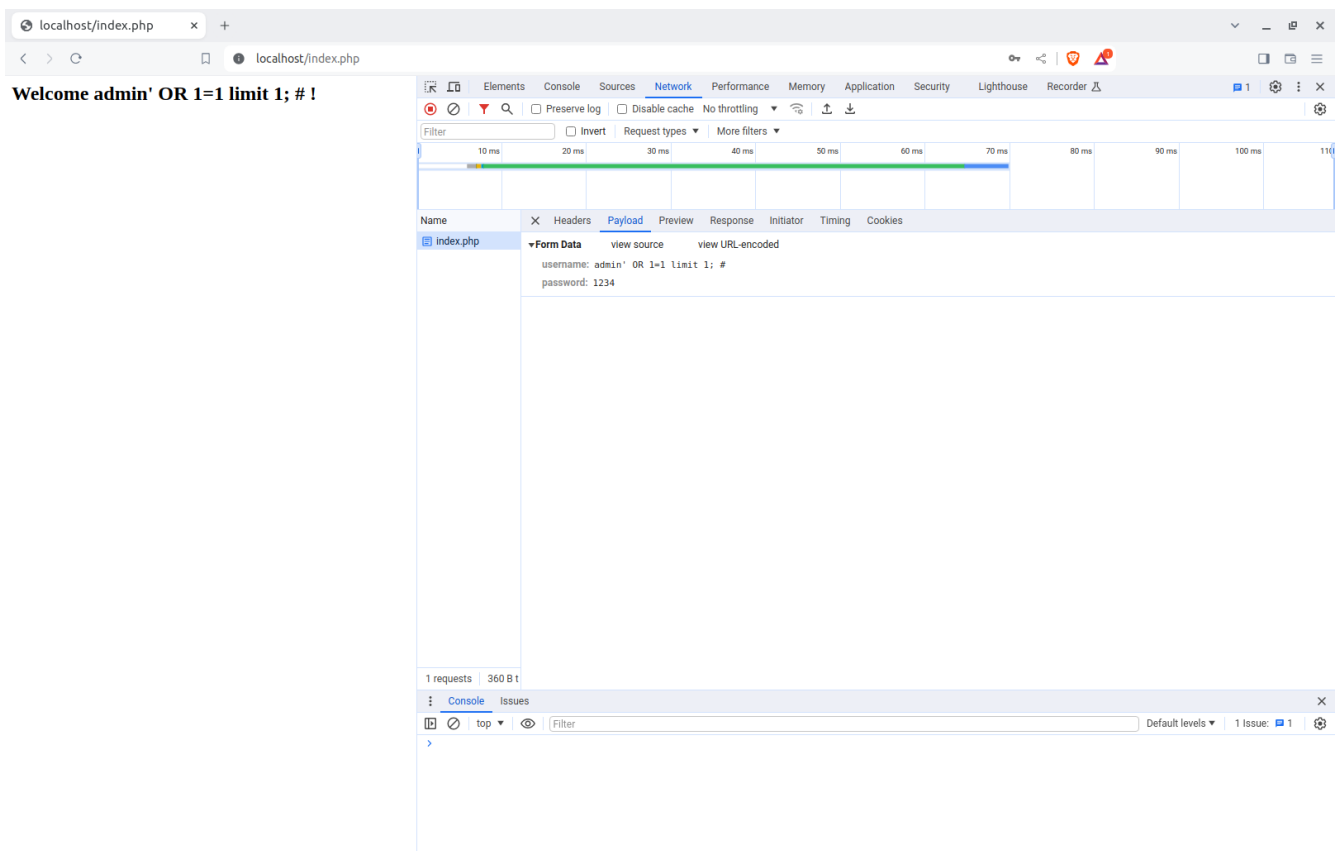 localhost/index.php
localhost/index.php
1
Welcome admin' OR 1=1 limit 1; # !
Elements Console Sources Network Performance Memory Application Security Lighthouse Recorder 1
Preserve log Disable cache No throttling
Filter Invert Request types More filters
10 ms 20 ms 30 ms 40 ms 50 ms 60 ms 70 ms 80 ms 90 ms 100 ms 110
Name Headers Payload Preview Response Initiator Timing Cookies
index.php Form Data view source view URL-encoded
username: admin' OR 1=1 limit 1; #
password: 1234
1 requests 360 B t
Console Issues
top Filter Default levels 1 Issue: 1